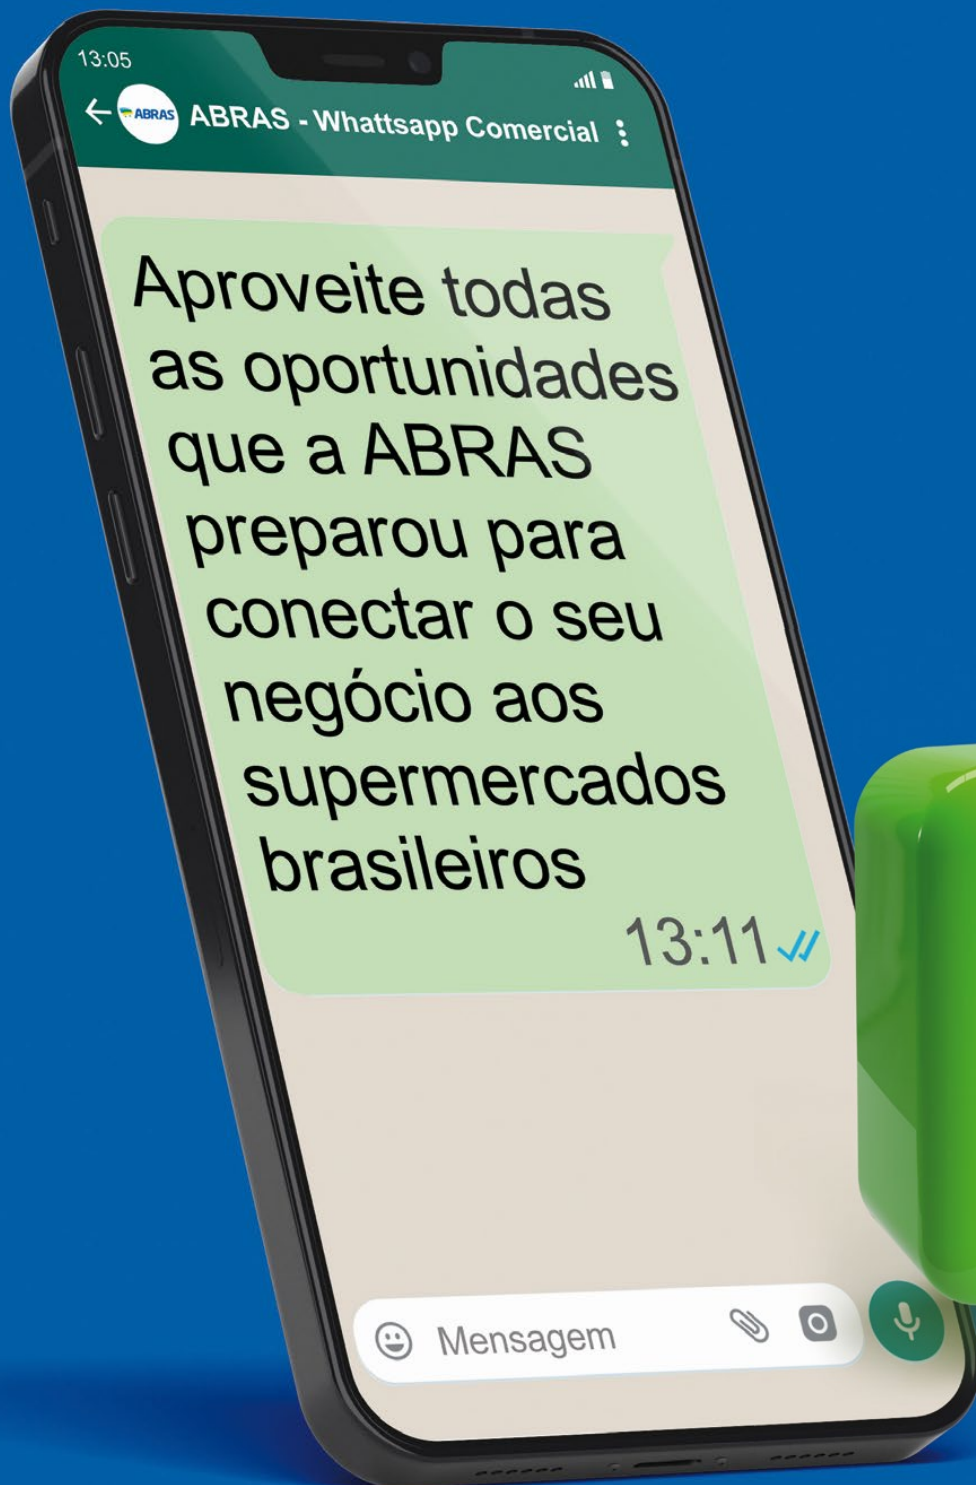 13:05
ABRAS ABRAS - Whattsapp Comercial
Aproveite todas
as oportunidades
que a ABRAS
preparou para
conectar o seu
negócio aos
supermercados
brasileiros
13:11
Mensagem